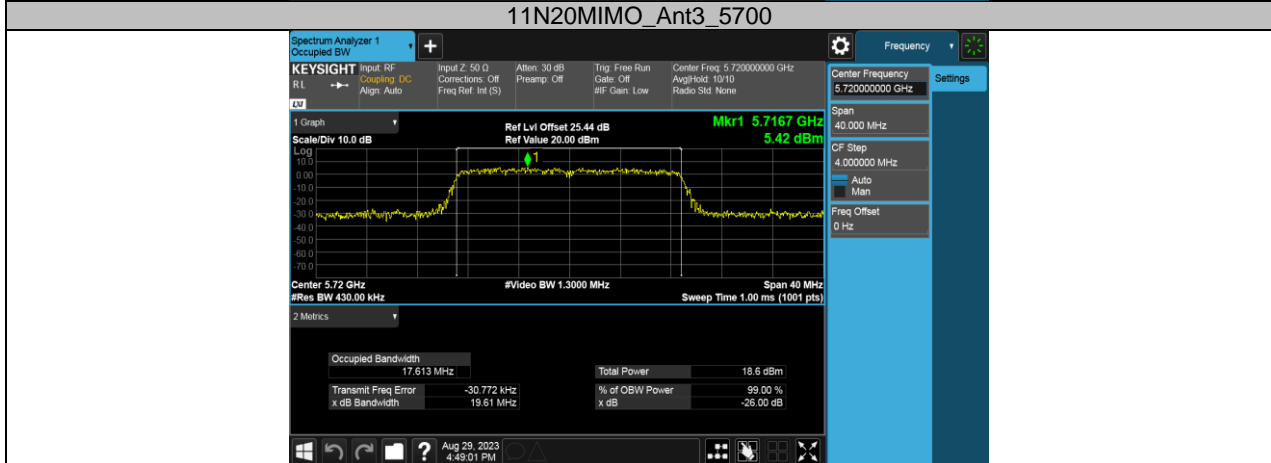 11N20MIMO_Ant3_5700
Spectrum Analyzer 1
Occupied BW
+
Frequency
KEYSIGHT
RL
LXI
Input: RF
Coupling: DC
Align: Auto
Input Z: 50 Ω
Corrections: Off
Freq Ref: Int (S)
Atten: 30 dB
Preamp: Off
Trig: Free Run
Gate: Off
#IF Gain: Low
Center Freq: 5.720000000 GHz
Avg|Hold: 10/10
Radio Std: None
Center Frequency
5.720000000 GHz
Settings
Span
40.000 MHz
CF Step
4.000000 MHz
Auto
Man
Freq Offset
0 Hz
1 Graph
Ref Lvl Offset 25.44 dB
Mkr1 5.7167 GHz
Scale/Div 10.0 dB
Ref Value 20.00 dBm
5.42 dBm
Log
1
10.0
0.00
-10.0
-20.0
-30.0
-40.0
-50.0
-60.0
-70.0
Center 5.72 GHz
#Video BW 1.3000 MHz
Span 40 MHz
#Res BW 430.00 kHz
Sweep Time 1.00 ms (1001 pts)
2 Metrics
Occupied Bandwidth
17.613 MHz
Total Power 18.6 dBm
Transmit Freq Error -30.772 kHz
% of OBW Power 99.00 %
x dB Bandwidth 19.61 MHz
x dB -26.00 dB
?
Aug 29, 2023
4:49:01 PM